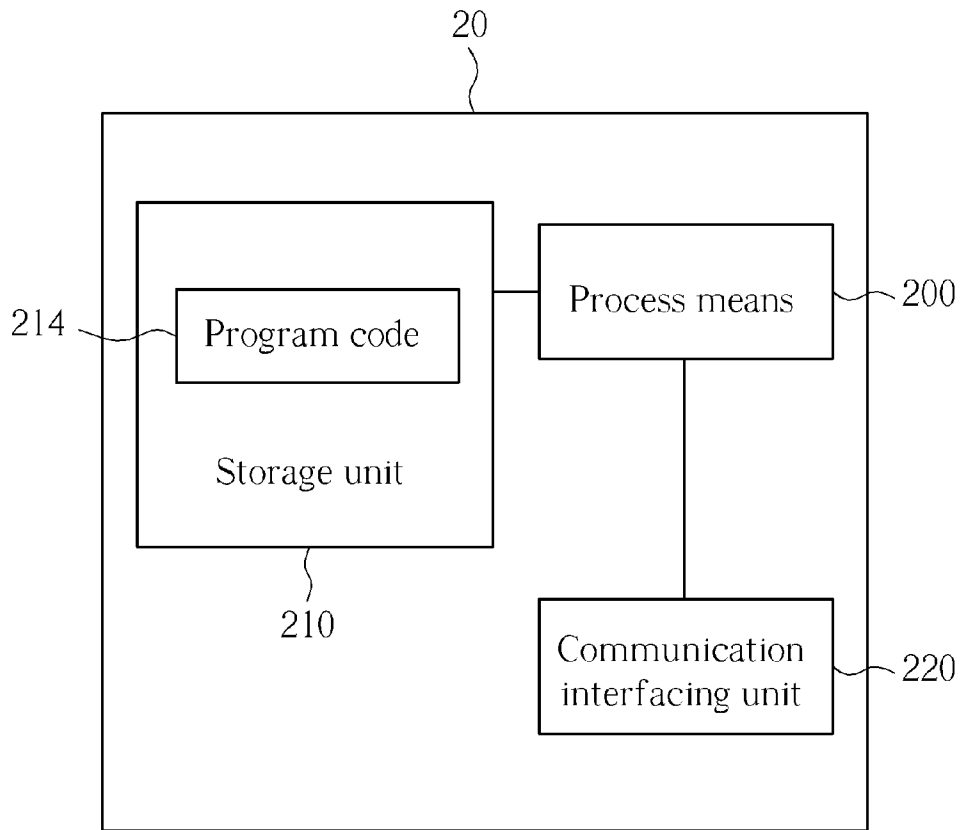 20
Process means
200
214
Program code
Storage unit
210
Communication
interfacing unit
220